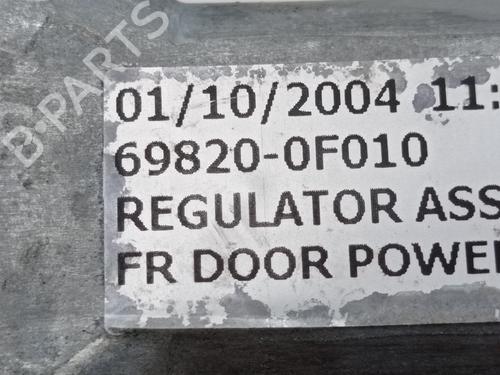 B-PARTS
01/10/2004 11:
69820-0F010
REGULATOR ASS
FR DOOR POWE